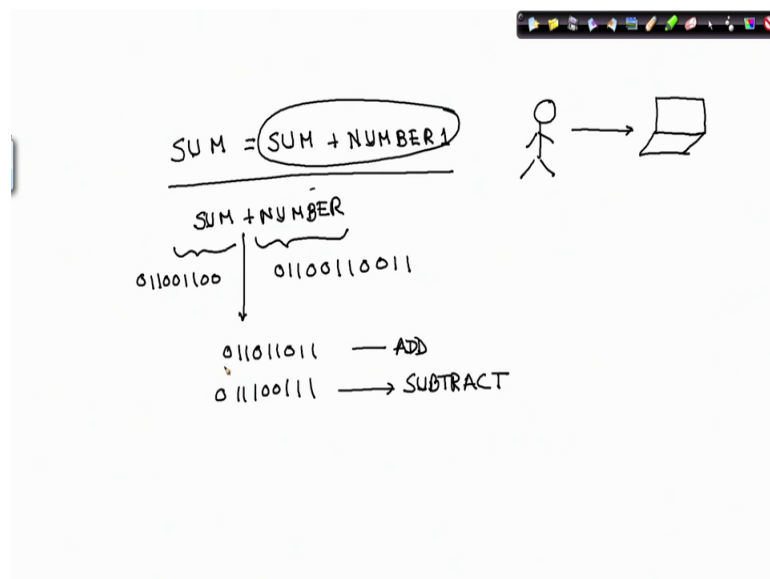 SUM = SUM + NUMBER1
SUM + NUMBER
011001100
01100110011
011011011 — ADD
011100111 → SUBTRACT